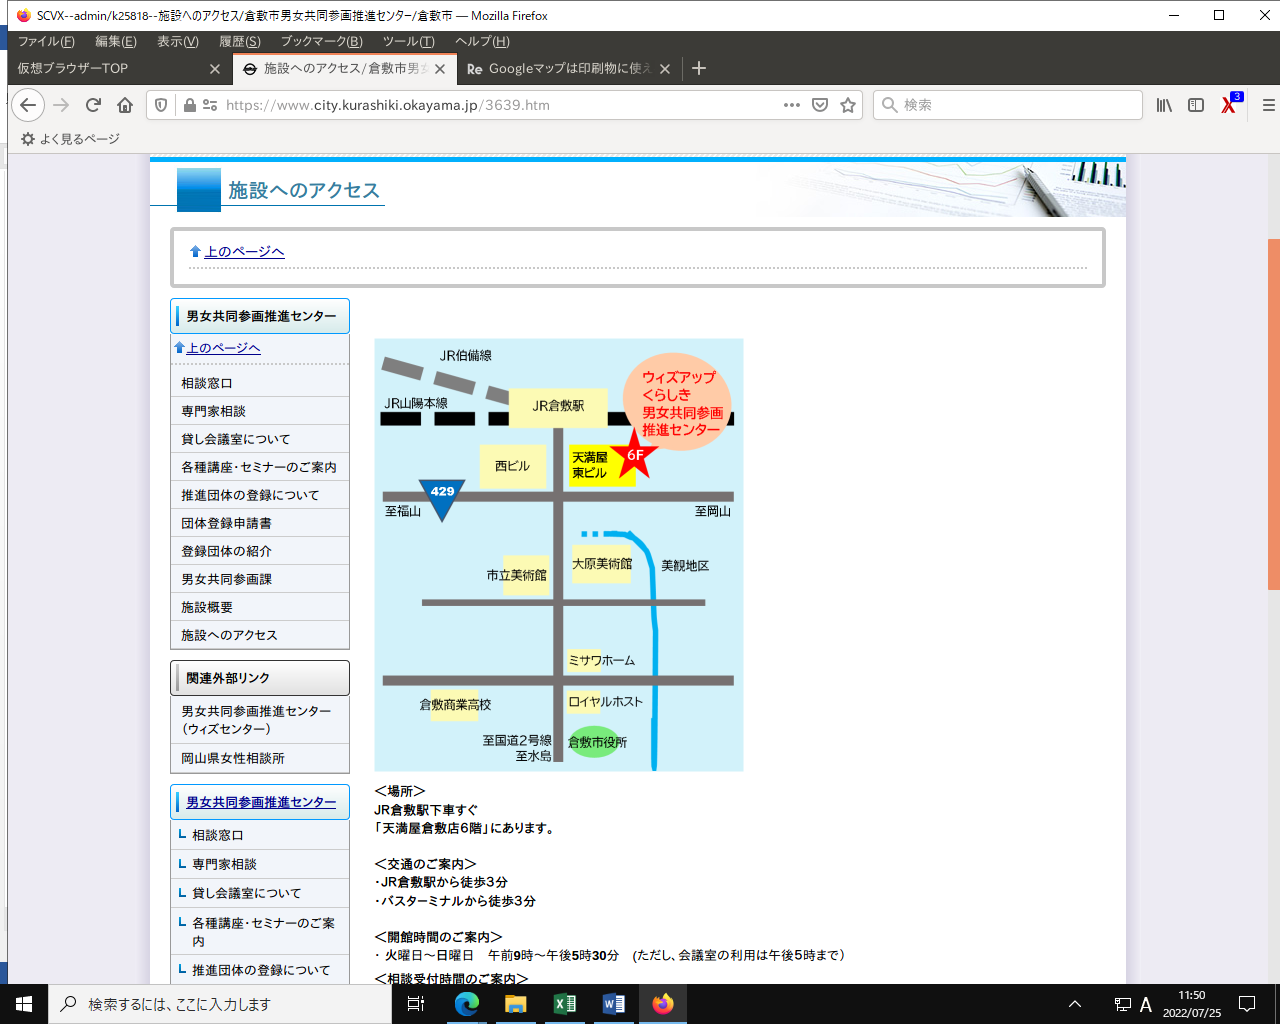 SCVX--admin/k25818--施設へのアクセス/倉敷市男女共同参画推進センター/倉敷市 — Mozilla Firefox
ファイル(F) 編集(E) 表示(V) 履歴(S) ブックマーク(B) ツール(T) ヘルプ(H)
仮想ブラウザーTOP
施設へのアクセス/倉敷市男女
Re Googleマップは印刷物に使え
https://www.city.kurashiki.okayama.jp/3639.htm
検索
3
よく見るページ
施設へのアクセス
上のページへ
男女共同参画推進センター
上のページへ
相談窓口
専門家相談
貸し会議室について
各種講座・セミナーのご案内
推進団体の登録について
団体登録申請書
登録団体の紹介
男女共同参画課
施設概要
施設へのアクセス
関連外部リンク
男女共同参画推進センター
（ウィズセンター）
岡山県女性相談所
男女共同参画推進センター
相談窓口
専門家相談
貸し会議室について
各種講座・セミナーのご案
内
推進団体の登録について
JR伯備線
JR山陽本線
JR倉敷駅
ウィズアップ
くらしき
男女共同参画
推進センター
西ビル
天満屋
東ビル
6F
429
至福山
至岡山
市立美術館
大原美術館
美観地区
ミサワホーム
倉敷商業高校
ロイヤルホスト
至国道2号線
至水島
倉敷市役所
＜場所＞
JR倉敷駅下車すぐ
「天満屋倉敷店６階」にあります。
＜交通のご案内＞
・JR倉敷駅から徒歩３分
・バスターミナルから徒歩３分
＜開館時間のご案内＞
・ 火曜日～日曜日　午前9時～午後5時30分　(ただし、会議室の利用は午後５時まで）
＜相談受付時間のご案内＞
検索するには、ここに入力します
A
11:50
2022/07/25